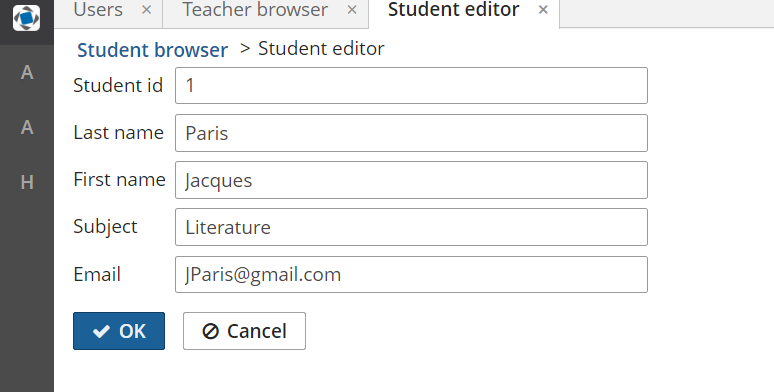 Users × Teacher browser × Student editor ×
Student browser > Student editor
A
Student id 1
A
Last name Paris
First name Jacques
H
Subject Literature
Email JParis@gmail.com
OK Cancel